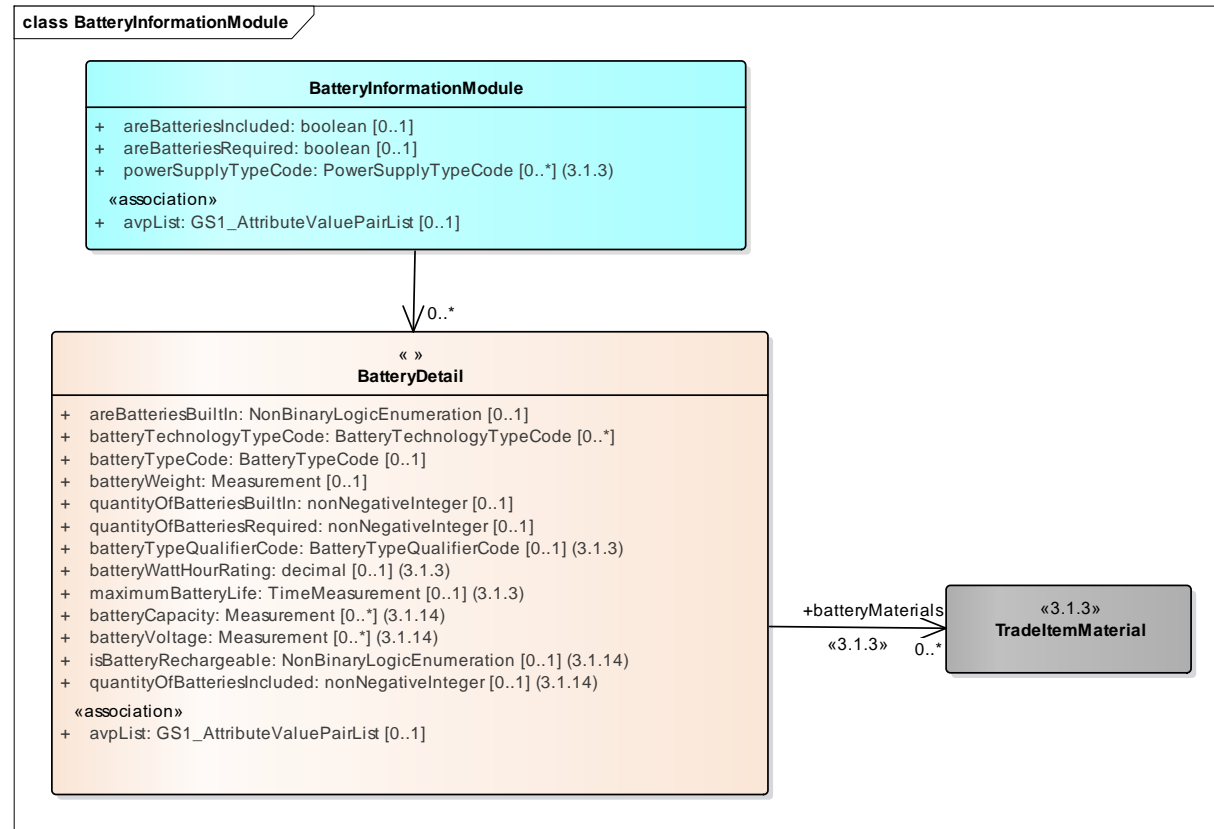 class BatteryInformationModule
BatteryInformationModule
+ areBatteriesIncluded: boolean [0..1]
+ areBatteriesRequired: boolean [0..1]
+ powerSupplyTypeCode: PowerSupplyTypeCode [0..*] (3.1.3)
«association»
+ avpList: GS1_AttributeValuePairList [0..1]
0..*
« »
BatteryDetail
+ areBatteriesBuiltIn: NonBinaryLogicEnumeration [0..1]
+ batteryTechnologyTypeCode: BatteryTechnologyTypeCode [0..*]
+ batteryTypeCode: BatteryTypeCode [0..1]
+ batteryWeight: Measurement [0..1]
+ quantityOfBatteriesBuiltIn: nonNegativeInteger [0..1]
+ quantityOfBatteriesRequired: nonNegativeInteger [0..1]
+ batteryTypeQualifierCode: BatteryTypeQualifierCode [0..1] (3.1.3)
+ batteryWattHourRating: decimal [0..1] (3.1.3)
+ maximumBatteryLife: TimeMeasurement [0..1] (3.1.3)
+ batteryCapacity: Measurement [0..*] (3.1.14)
+ batteryVoltage: Measurement [0..*] (3.1.14)
+ isBatteryRechargeable: NonBinaryLogicEnumeration [0..1] (3.1.14)
+ quantityOfBatteriesIncluded: nonNegativeInteger [0..1] (3.1.14)
«association»
+ avpList: GS1_AttributeValuePairList [0..1]
+batteryMaterials
«3.1.3»
0..*
«3.1.3»
TradeItemMaterial